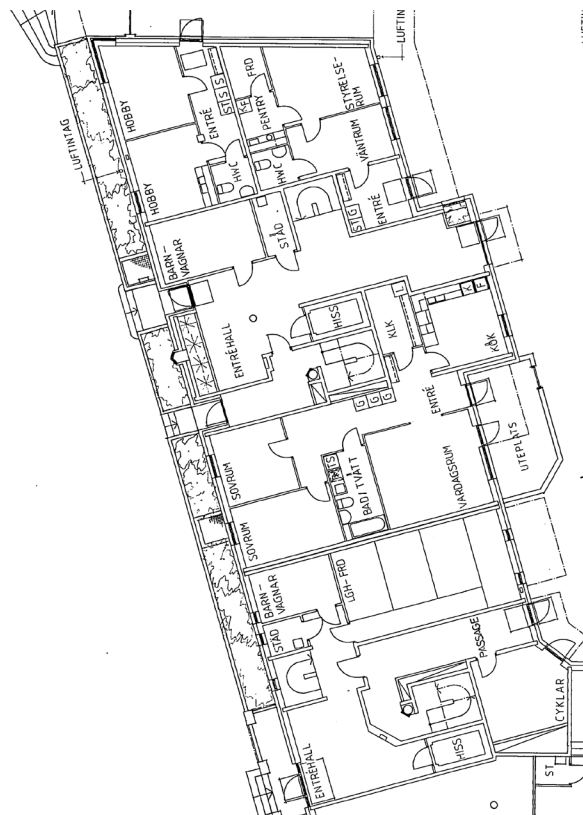 LUFTINTAG
LUFTIN
LUFTIN
HOBBY
ENTRÉ
ST S S
KF
PENTRY
FRD
STYRELSE-
RUM
HOBBY
HWC
HWC
VÄNTRUM
ST G
ENTRÉ
BARN-
VAGNAR
STÄD
ENTRÉHALL
HISS
KLK
K
F
KÖK
G
G
G
ENTRÉ
SOVRUM
SOVRUM
TS
BAD/TVÄTT
VARDAGSRUM
UTEPLATS
BARN-
VAGNAR
LGH-FRD
STÄD
PASSAGE
ENTRÉHALL
HISS
CYKLAR
ST